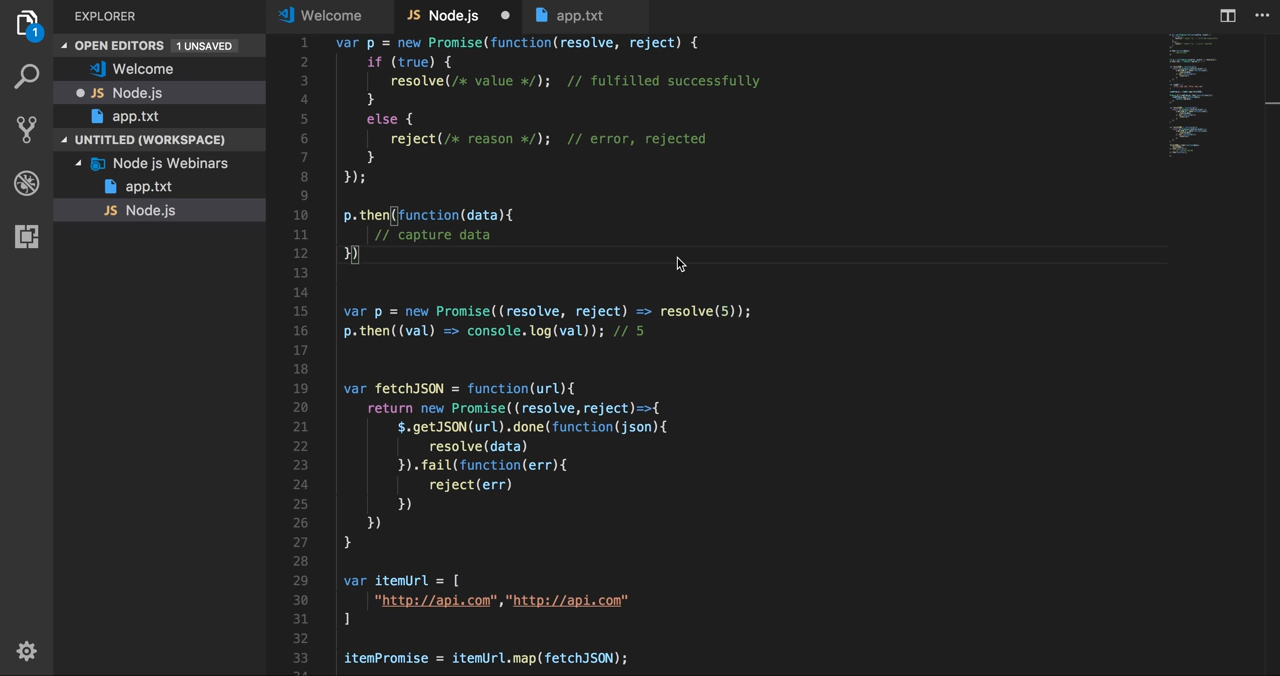 EXPLORER
Welcome
JS Node.js
app.txt
1
OPEN EDITORS 1 UNSAVED
Welcome
JS Node.js
app.txt
UNTITLED (WORKSPACE)
Node js Webinars
app.txt
JS Node.js
1 var p = new Promise(function(resolve, reject) {
2 if (true) {
3 resolve(/* value */); // fulfilled successfully
4 }
5 else {
6 reject(/* reason */); // error, rejected
7 }
8 });
9
10 p.then(function(data){
11 // capture data
12 })
13
14
15 var p = new Promise((resolve, reject) => resolve(5));
16 p.then((val) => console.log(val)); // 5
17
18
19 var fetchJSON = function(url){
20 return new Promise((resolve,reject)=>{
21 $.getJSON(url).done(function(json){
22 resolve(data)
23 }).fail(function(err){
24 reject(err)
25 })
26 })
27 }
28
29 var itemUrl = [
30 "http://api.com","http://api.com"
31 ]
32
33 itemPromise = itemUrl.map(fetchJSON);